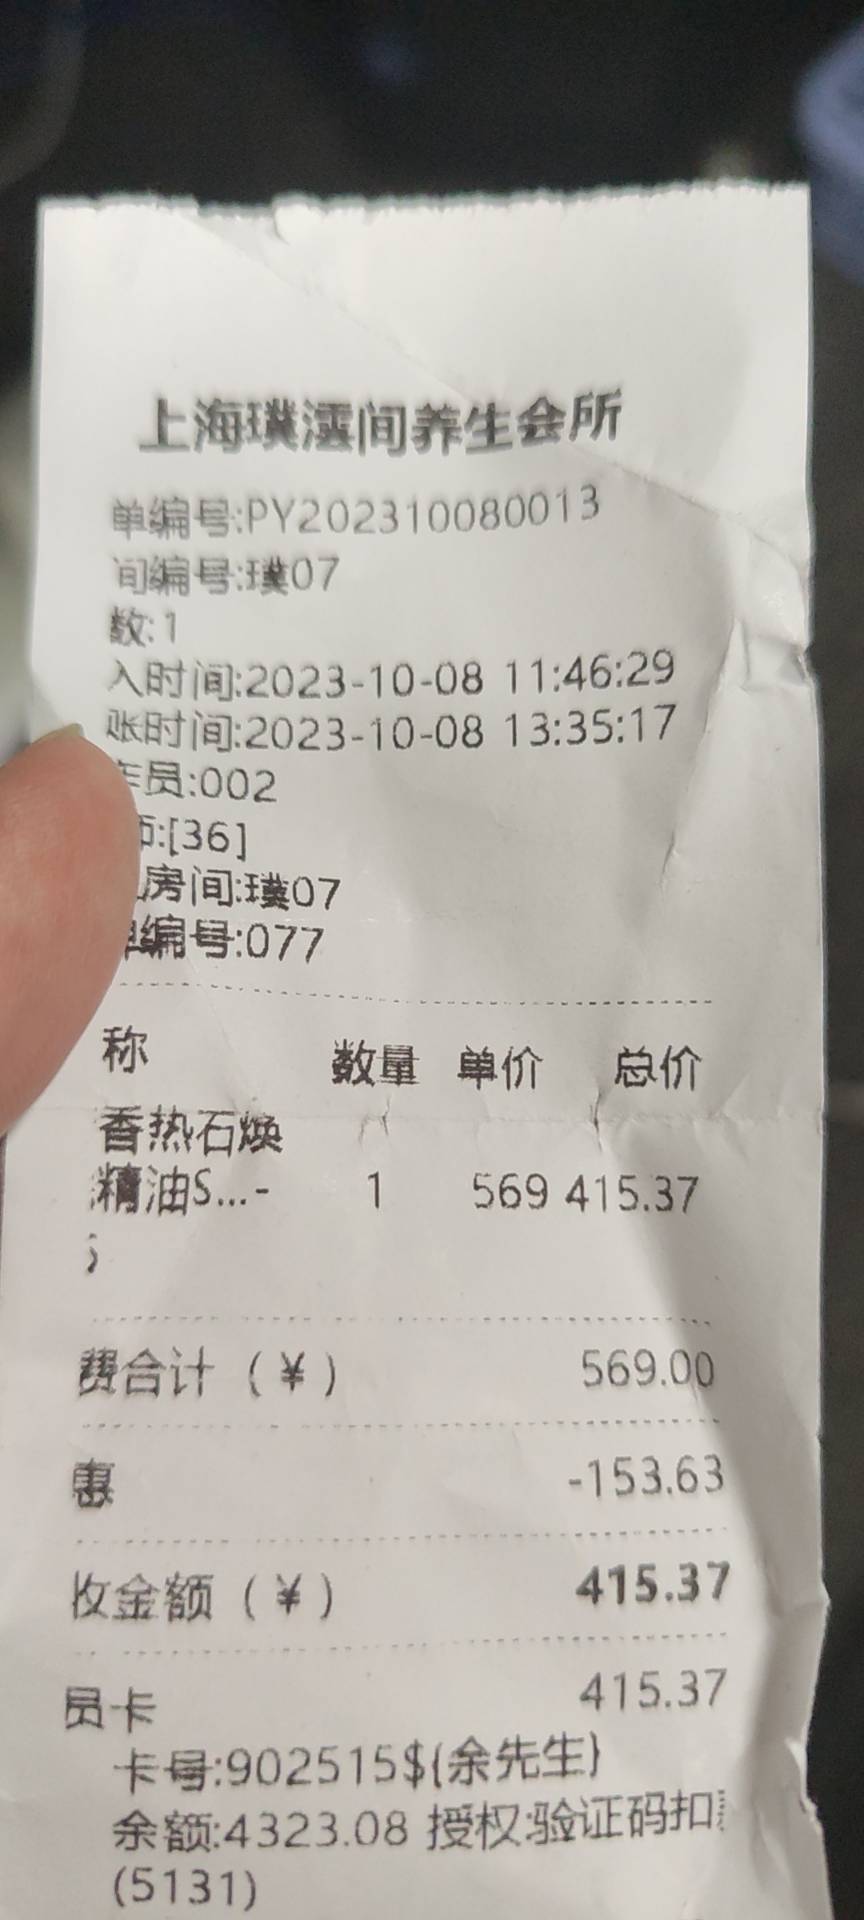 上海璞澐间养生会所
单编号:PY202310080013
间编号:璞07
数:1
入时间:2023-10-08 11:46:29
账时间:2023-10-08 13:35:17
员:002
师:[36]
房间:璞07
单编号:077
称 数量 单价 总价
香热石焕
精油S...- 1 569 415.37
费合计（¥） 569.00
惠 -153.63
收金额（¥） 415.37
员卡 415.37
卡号:902515$(余先生)
余额:4323.08 授权:验证码扣
(5131)